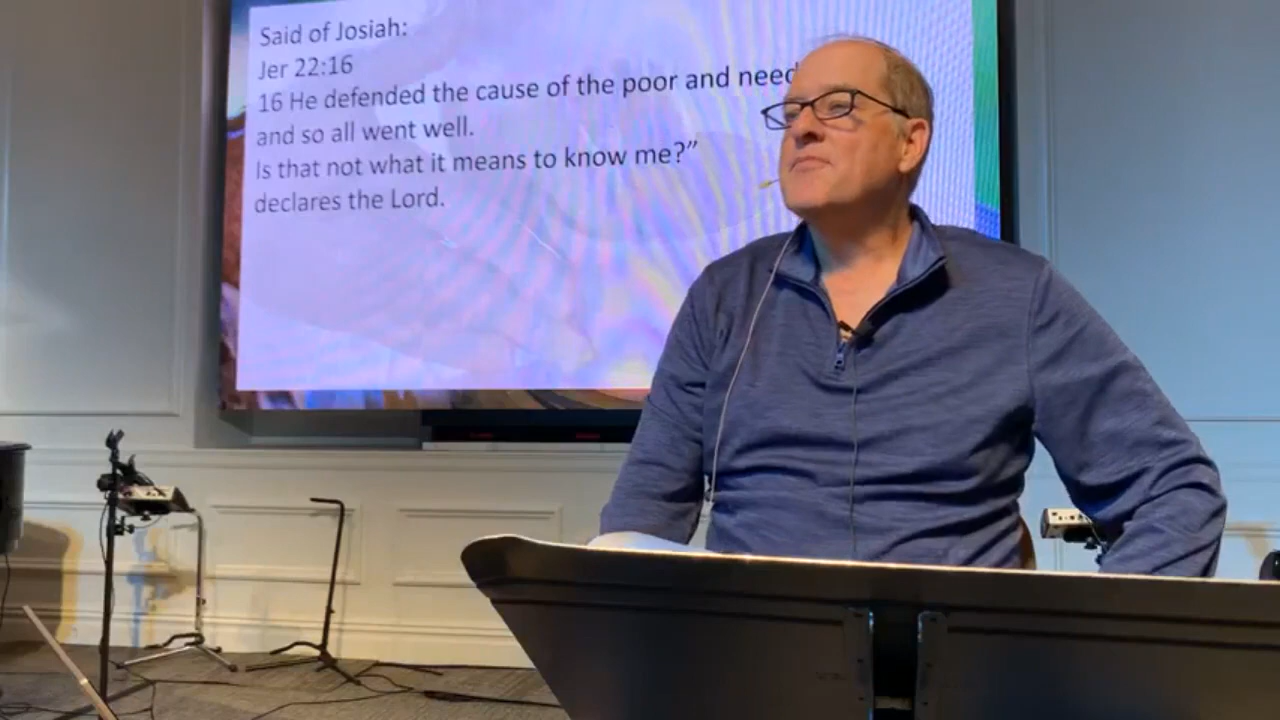 Said of Josiah:
Jer 22:16
16 He defended the cause of the poor and need
and so all went well.
Is that not what it means to know me?”
declares the Lord.